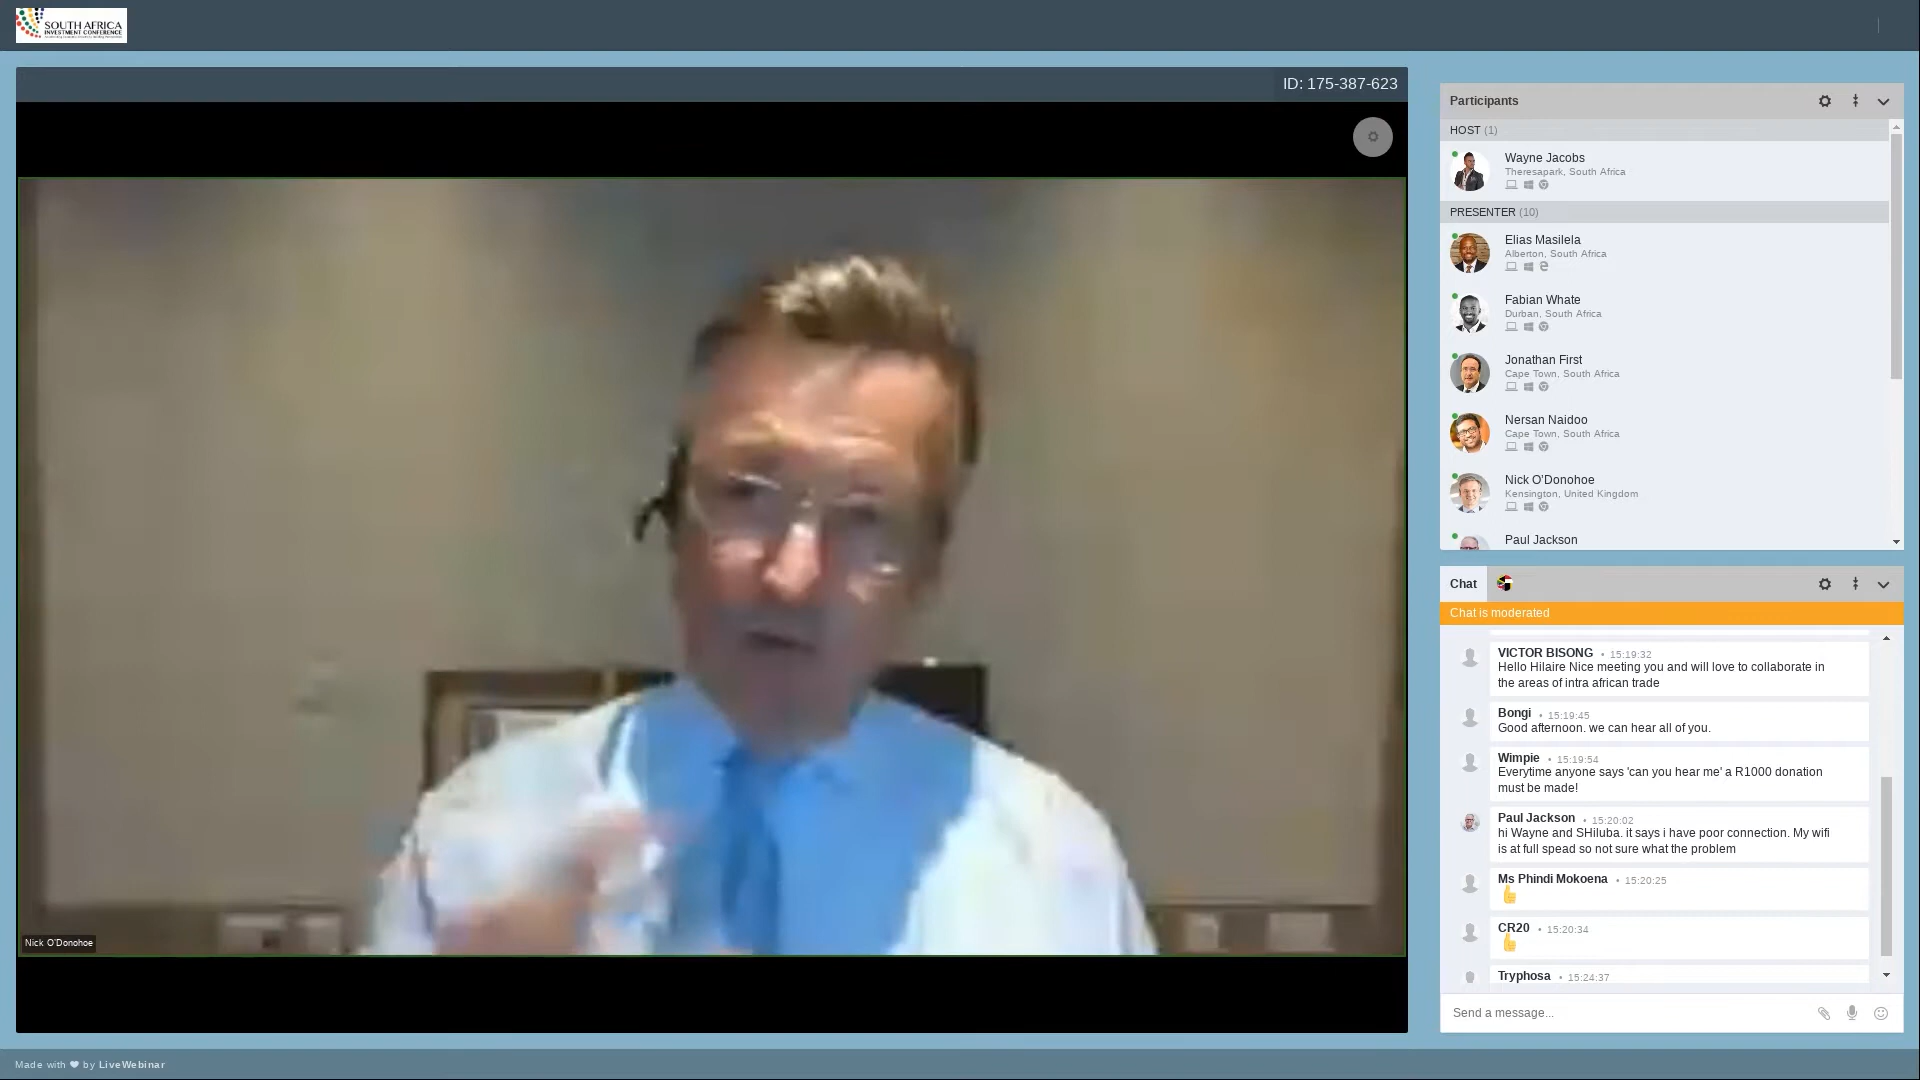 SOUTH AFRICA
INVESTMENT CONFERENCE
ID: 175-387-623
Nick O'Donohoe
Participants
HOST (1)
Wayne Jacobs
Theresapark, South Africa
PRESENTER (10)
Elias Masilela
Alberton, South Africa
Fabian Whate
Durban, South Africa
Jonathan First
Cape Town, South Africa
Nersan Naidoo
Cape Town, South Africa
Nick O'Donohoe
Kensington, United Kingdom
Paul Jackson
Chat
Chat is moderated
VICTOR BISONG • 15:19:32
Hello Hilaire Nice meeting you and will love to collaborate in
the areas of intra african trade
Bongi • 15:19:45
Good afternoon. we can hear all of you.
Wimpie • 15:19:54
Everytime anyone says 'can you hear me' a R1000 donation
must be made!
Paul Jackson • 15:20:02
hi Wayne and SHiluba. it says i have poor connection. My wifi
is at full spead so not sure what the problem
Ms Phindi Mokoena • 15:20:25
👍
CR20 • 15:20:34
👍
Tryphosa • 15:24:37
Send a message...
Made with ♥ by LiveWebinar